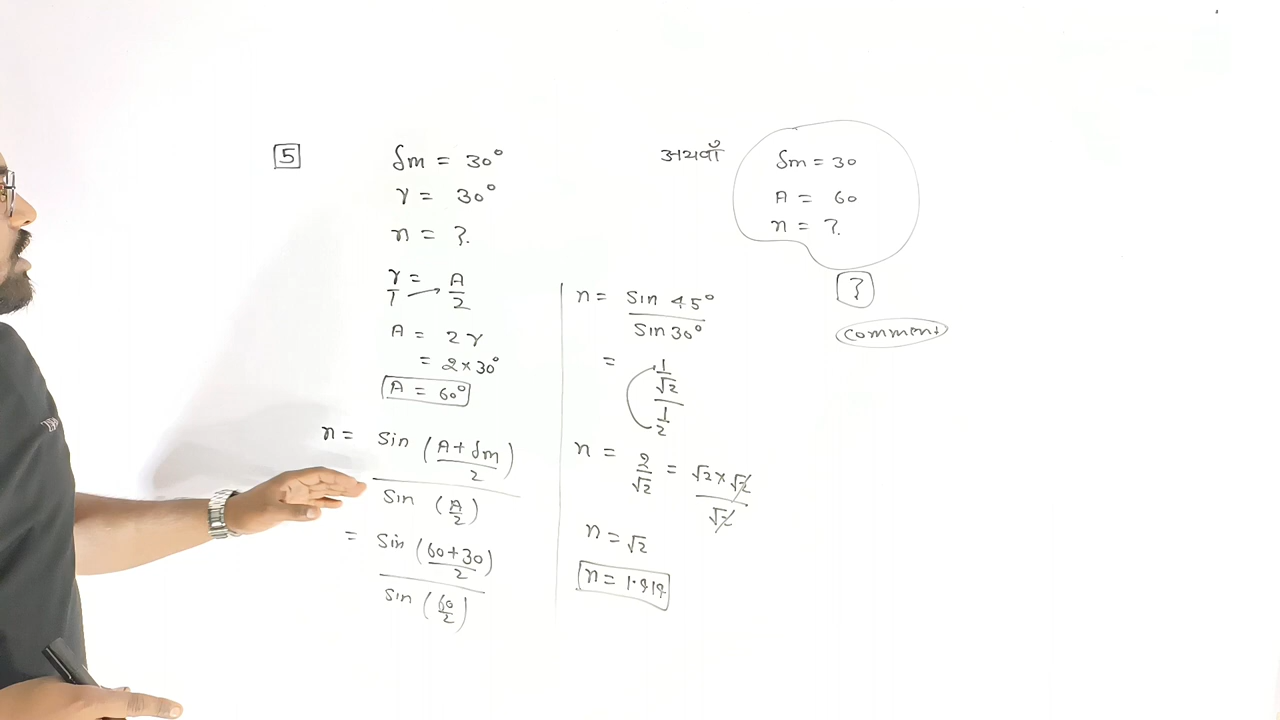 5
δm = 30°
r = 30°
n = ?
r/1 = A/2
A = 2r
= 2×30°
A = 60°
n = sin (A+δm/2) / sin (A/2)
= sin (60+30/2) / sin (60/2)
n = sin 45° / sin 30°
= 1/√2 / 1/2
n = 2/√2 = √2×√2/√2
n = √2
n = 1.414
अथवाँ
δm = 30
A = 60
n = ?
?
comment